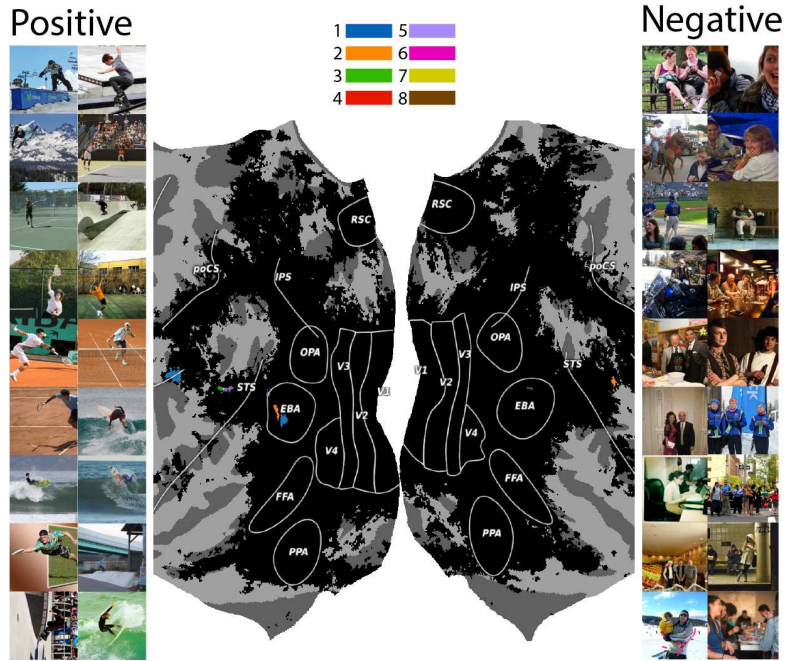 Positive
Negative
1 5
2 6
3 7
4 8
RSC
RSC
poCS
IPS
IPS
poCS
OPA
V3
V2
V1
V1
V2
V3
OPA
STS
STS
EBA
EBA
V4
V4
FFA
FFA
PPA
PPA